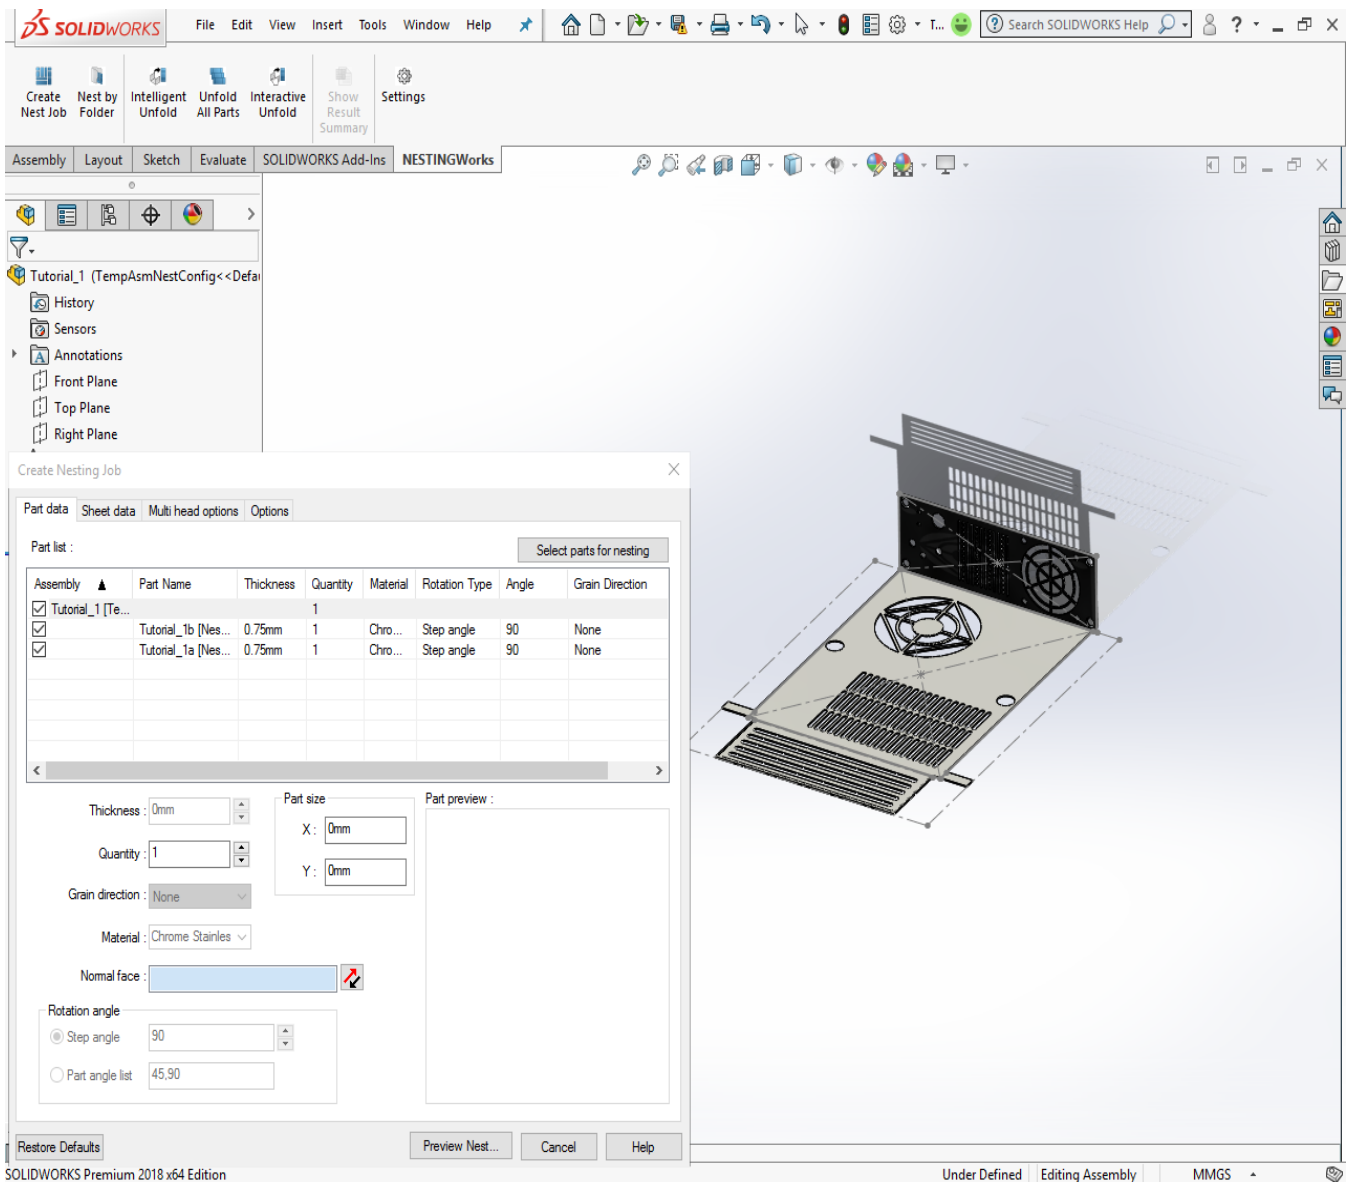 SOLIDWORKS File Edit View Insert Tools Window Help T... Search SOLIDWORKS Help ?
Create Nest Job
Nest by Folder
Intelligent Unfold
Unfold All Parts
Interactive Unfold
Show Result Summary
Settings
Assembly Layout Sketch Evaluate SOLIDWORKS Add-Ins NESTINGWorks
Tutorial_1 (TempAsmNestConfig<<Defa
History
Sensors
Annotations
Front Plane
Top Plane
Right Plane
Create Nesting Job
Part data Sheet data Multi head options Options
Part list :
Select parts for nesting
Assembly Part Name Thickness Quantity Material Rotation Type Angle Grain Direction
Tutorial_1 [Te... 1
Tutorial_1b [Nes... 0.75mm 1 Chro... Step angle 90 None
Tutorial_1a [Nes... 0.75mm 1 Chro... Step angle 90 None
Thickness : 0mm
Quantity : 1
Grain direction : None
Material : Chrome Stainles
Normal face :
Part size
X : 0mm
Y : 0mm
Part preview :
Rotation angle
Step angle 90
Part angle list 45,90
Restore Defaults Preview Nest... Cancel Help
SOLIDWORKS Premium 2018 x64 Edition Under Defined Editing Assembly MMGS